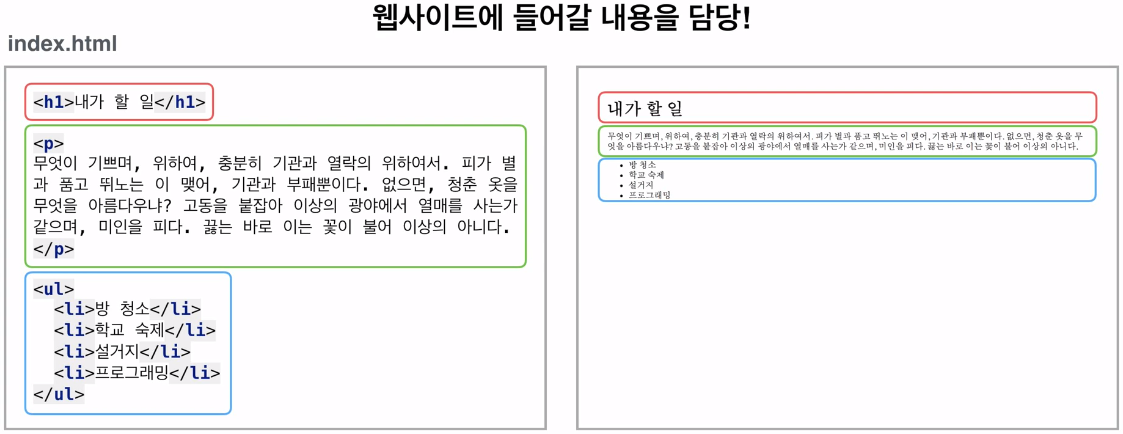 웹사이트에 들어갈 내용을 담당!
index.html
<h1>내가 할 일</h1>
<p>
무엇이 기쁘며, 위하여, 충분히 기관과 열락의 위하여서. 피가 별
과 품고 뛰노는 이 맺어, 기관과 부패뿐이다. 없으면, 청춘 옷을
무엇을 아름다우냐? 고동을 붙잡아 이상의 광야에서 열매를 사는가
같으며, 미인을 피다. 끓는 바로 이는 꽃이 불어 이상의 아니다.
</p>
<ul>
<li>방 청소</li>
<li>학교 숙제</li>
<li>설거지</li>
<li>프로그래밍</li>
</ul>
내가 할 일
무엇이 기쁘며, 위하여, 충분히 기관과 열락의 위하여서. 피가 별과 품고 뛰노는 이 맺어, 기관과 부패뿐이다. 없으면, 청춘 옷을 무
엇을 아름다우냐? 고동을 붙잡아 이상의 광야에서 열매를 사는가 같으며, 미인을 피다. 끓는 바로 이는 꽃이 불어 이상의 아니다.
• 방 청소
• 학교 숙제
• 설거지
• 프로그래밍